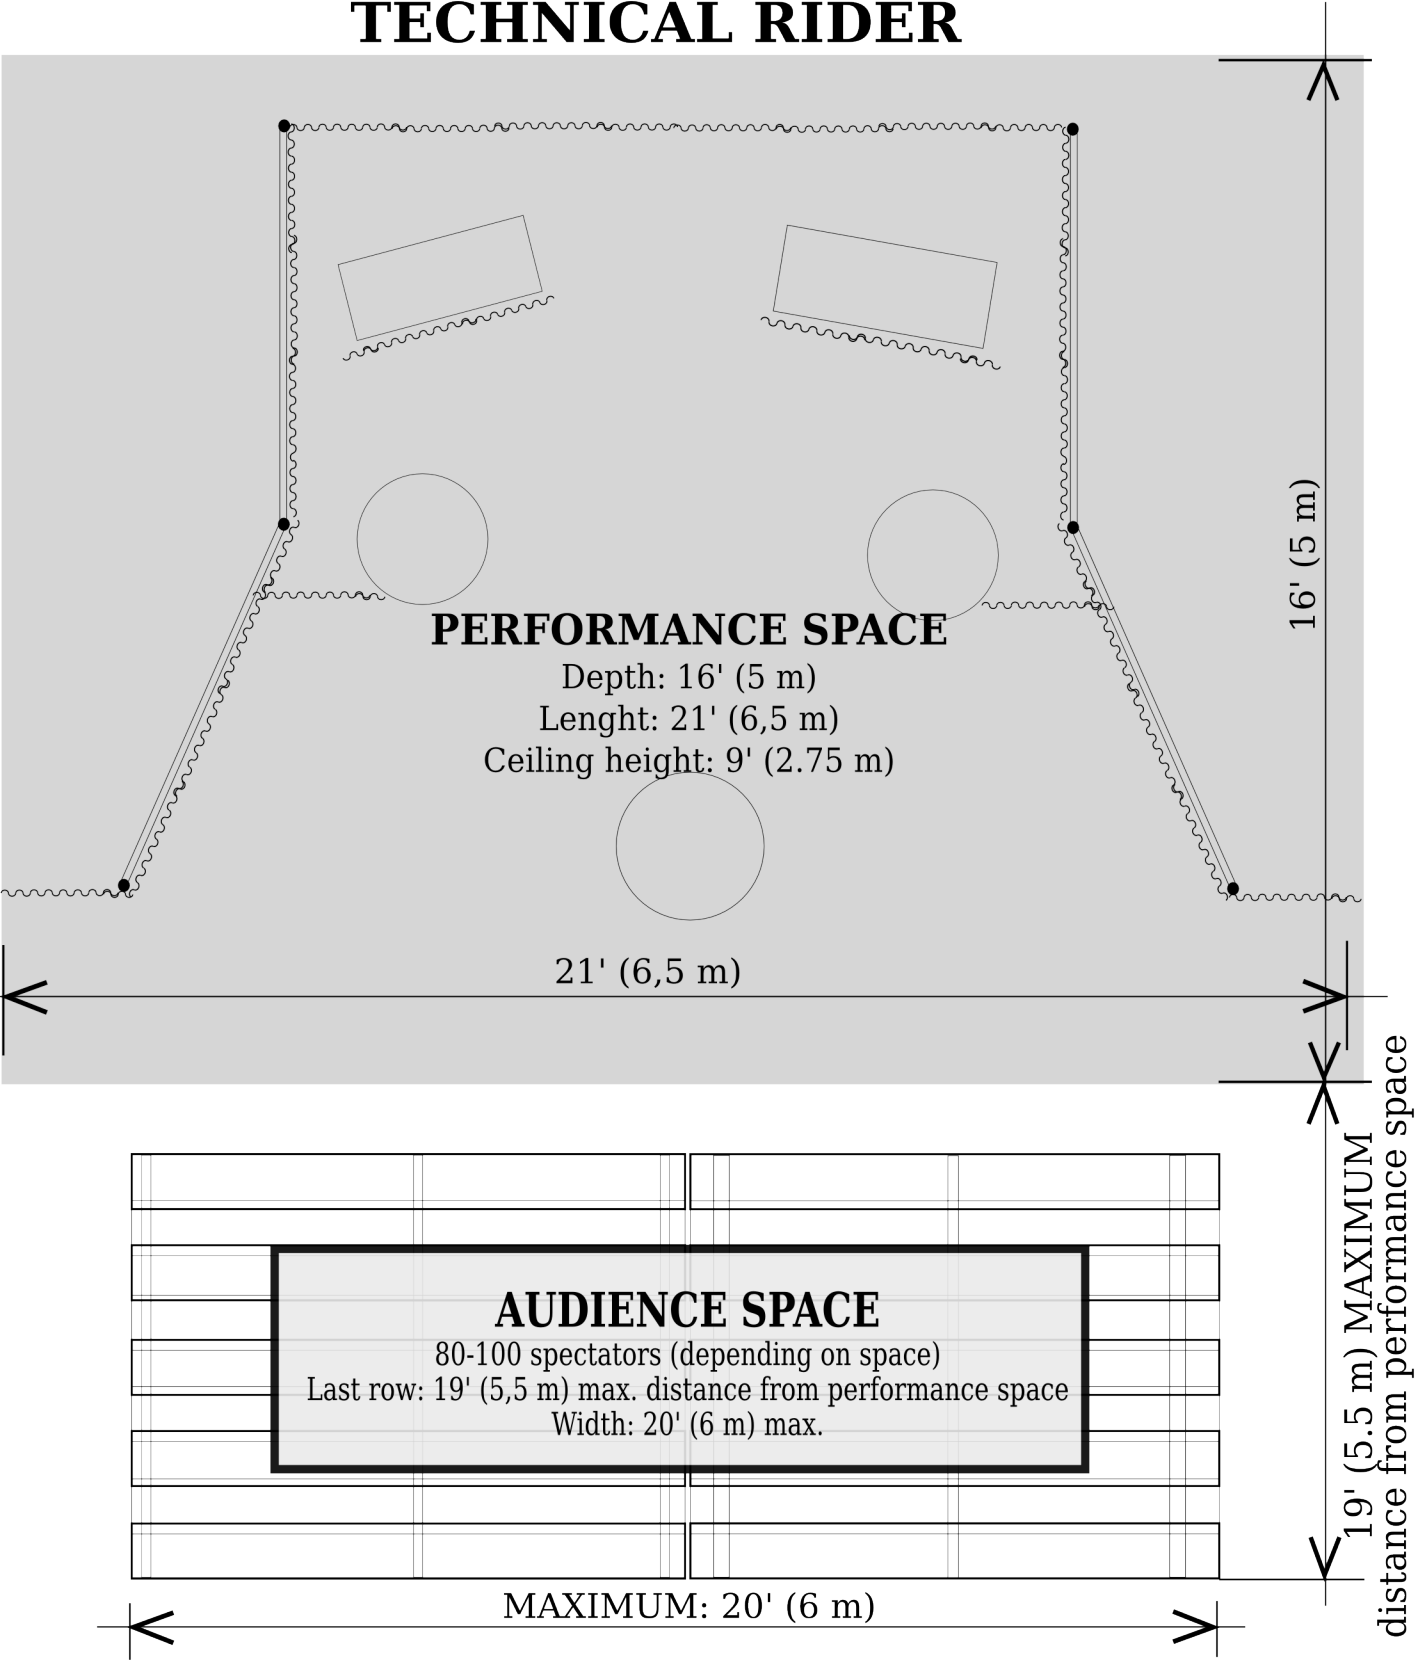 TECHNICAL RIDER
16' (5 m)
PERFORMANCE SPACE
Depth: 16' (5 m)
Lenght: 21' (6,5 m)
Ceiling height: 9' (2.75 m)
21' (6,5 m)
19' (5.5 m) MAXIMUM
distance from performance space
AUDIENCE SPACE
80-100 spectators (depending on space)
Last row: 19' (5,5 m) max. distance from performance space
Width: 20' (6 m) max.
MAXIMUM: 20' (6 m)